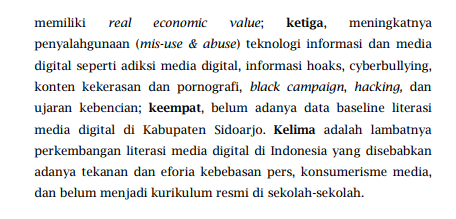 memiliki real economic value; ketiga, meningkatnya
penyalahgunaan (mis-use & abuse) teknologi informasi dan media
digital seperti adiksi media digital, informasi hoaks, cyberbullying,
konten kekerasan dan pornografi, black campaign, hacking, dan
ujaran kebencian; keempat, belum adanya data baseline literasi
media digital di Kabupaten Sidoarjo. Kelima adalah lambatnya
perkembangan literasi media digital di Indonesia yang disebabkan
adanya tekanan dan eforia kebebasan pers, konsumerisme media,
dan belum menjadi kurikulum resmi di sekolah-sekolah.